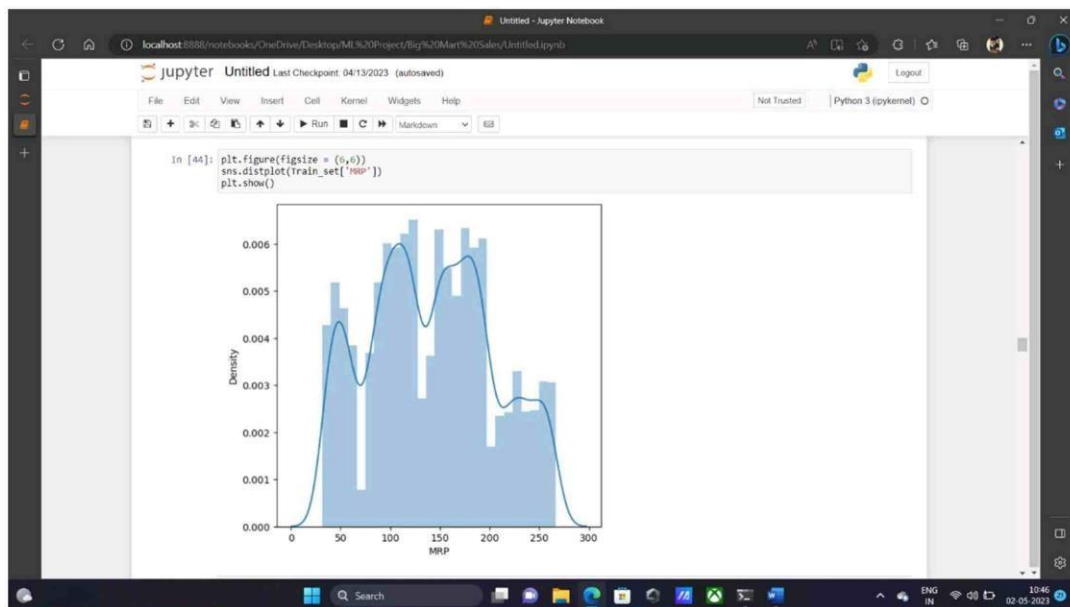 Untitled - Jupyter Notebook
localhost:8888/notebooks/OneDrive/Desktop/ML%20Project/Big%20Mart%20Sales/Untitled.ipynb
jupyter Untitled Last Checkpoint: 04/13/2023 (autosaved)
Logout
File Edit View Insert Cell Kernel Widgets Help
Not Trusted
Python 3 (ipykernel)
Run
Markdown
In [44]: plt.figure(figsize = (6,6))
sns.distplot(Train_set['MRP'])
plt.show()
0.006
0.005
0.004
0.003
0.002
0.001
0.000
Density
0 50 100 150 200 250 300
MRP
Search
ENG
IN
10:46
02-05-2023